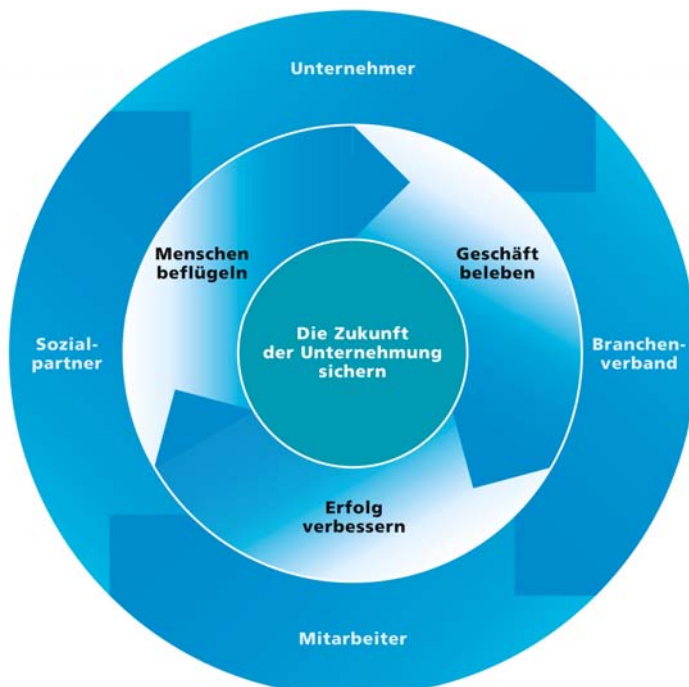 Unternehmer
Menschen
beflügeln
Geschäft
beleben
Die Zukunft
der Unternehmung
sichern
Sozial-
partner
Branchen-
verband
Erfolg
verbessern
Mitarbeiter